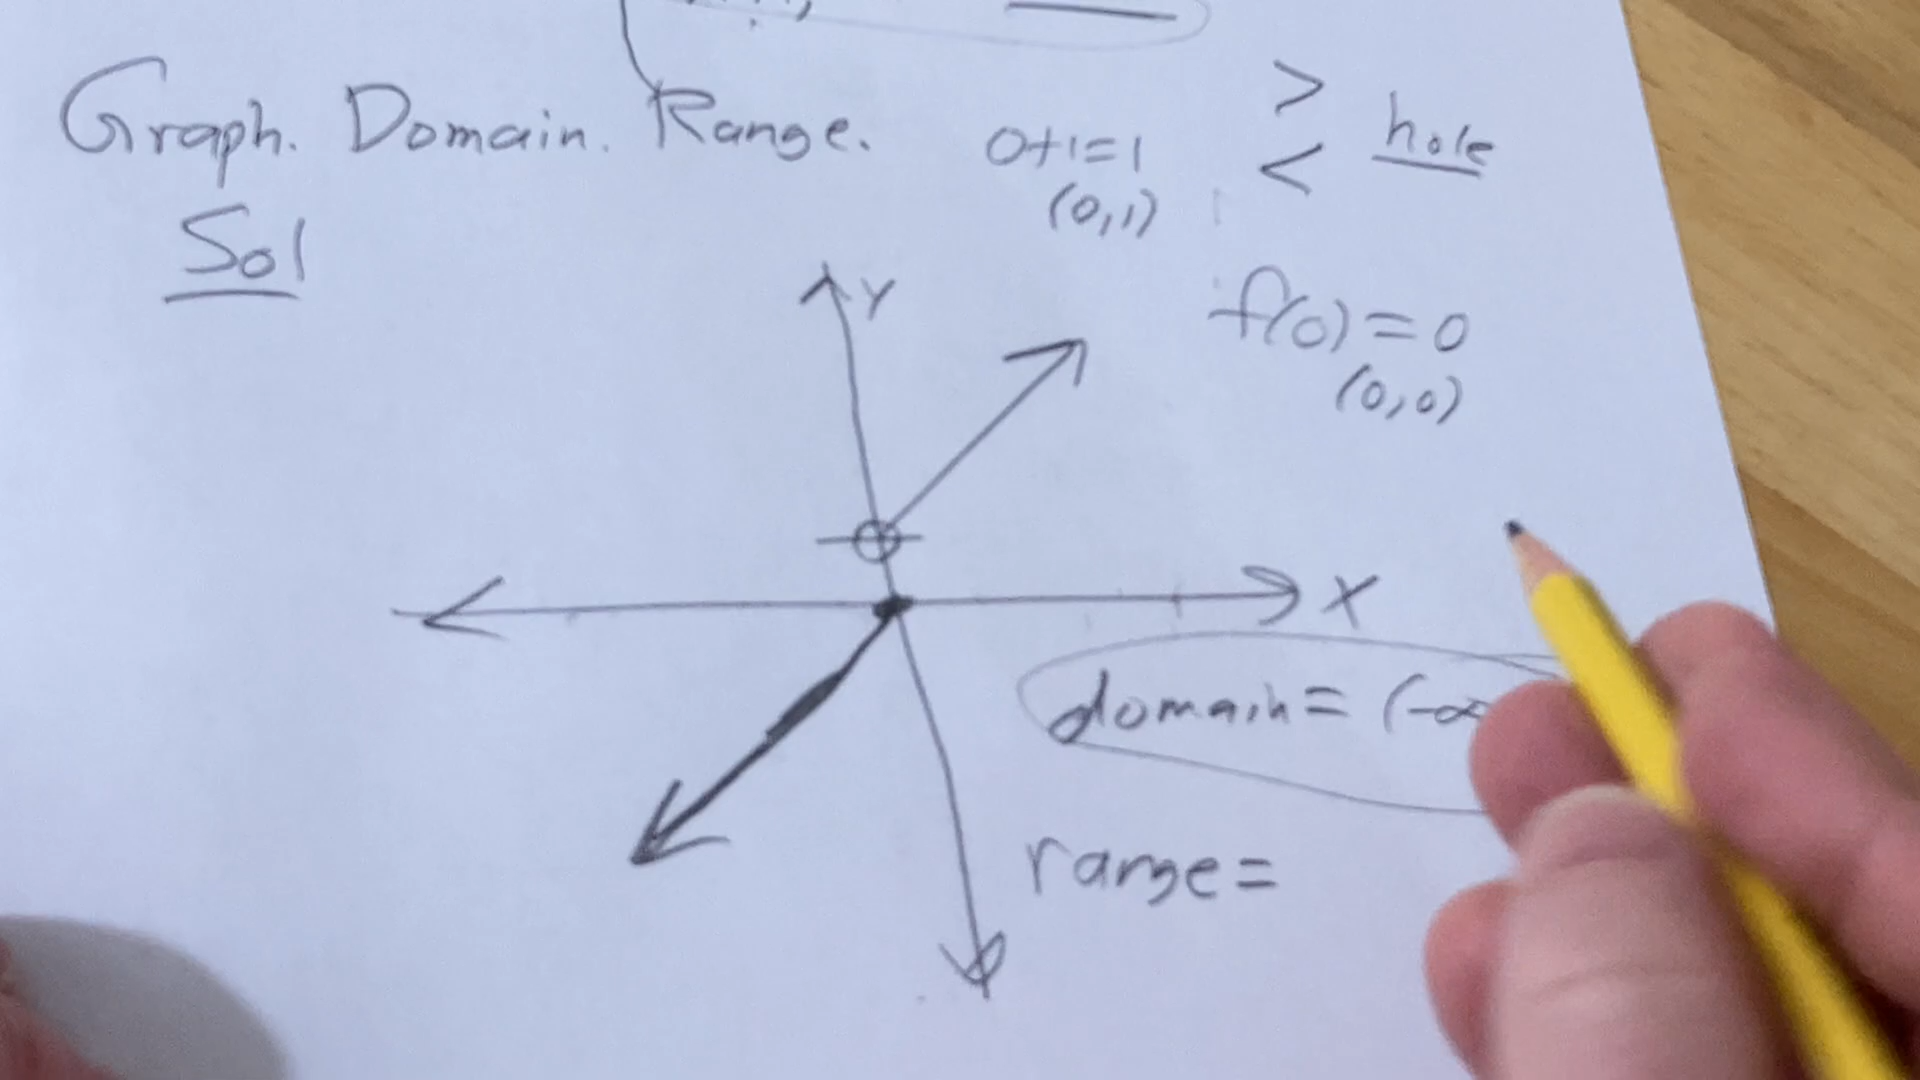 Graph. Domain. Range.
0+1=1
(0,1)
>
< hole
Sol
Y
f(0)=0
(0,0)
X
domain= (-∞
range=